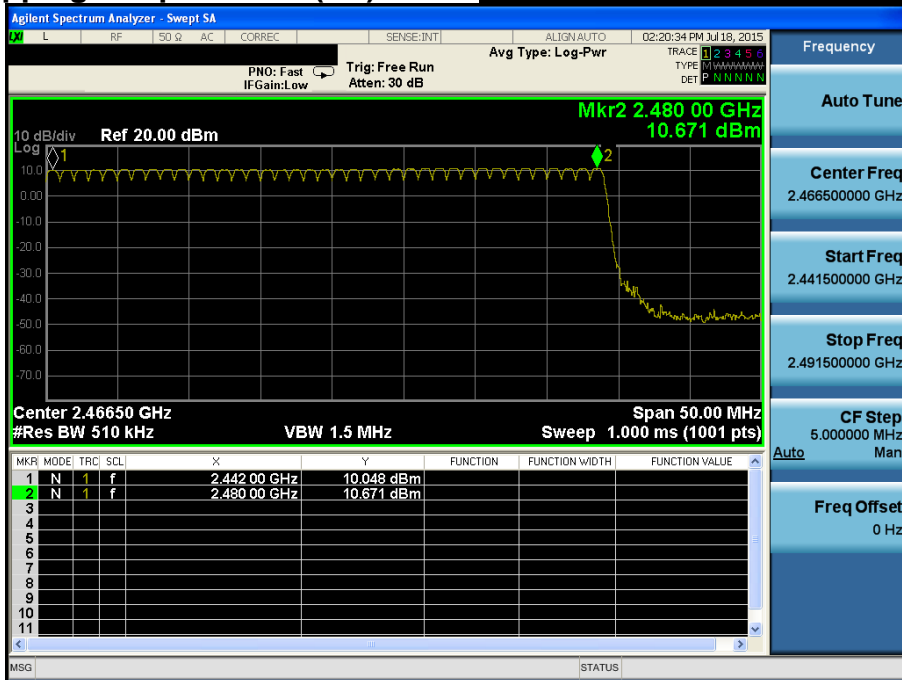 Agilent Spectrum Analyzer - Swept SA
LXI L RF 50 Ω AC CORREC SENSE:INT ALIGN AUTO 02:20:34 PM Jul 18, 2015
Avg Type: Log-Pwr TRACE 1 2 3 4 5 6
PNO: Fast Trig: Free Run TYPE M W W W W W
IFGain:Low Atten: 30 dB DET P N N N N N
Frequency
Auto Tune
Center Freq
2.466500000 GHz
Start Freq
2.441500000 GHz
Stop Freq
2.491500000 GHz
CF Step
5.000000 MHz
Auto Man
Freq Offset
0 Hz
Mkr2 2.480 00 GHz
10.671 dBm
10 dB/div Ref 20.00 dBm
Log
1
2
10.0
0.00
-10.0
-20.0
-30.0
-40.0
-50.0
-60.0
-70.0
Center 2.46650 GHz Span 50.00 MHz
#Res BW 510 kHz VBW 1.5 MHz Sweep 1.000 ms (1001 pts)
MKR MODE TRC SCL X Y FUNCTION FUNCTION WIDTH FUNCTION VALUE
1 N 1 f 2.442 00 GHz 10.048 dBm
2 N 1 f 2.480 00 GHz 10.671 dBm
3
4
5
6
7
8
9
10
11
MSG STATUS